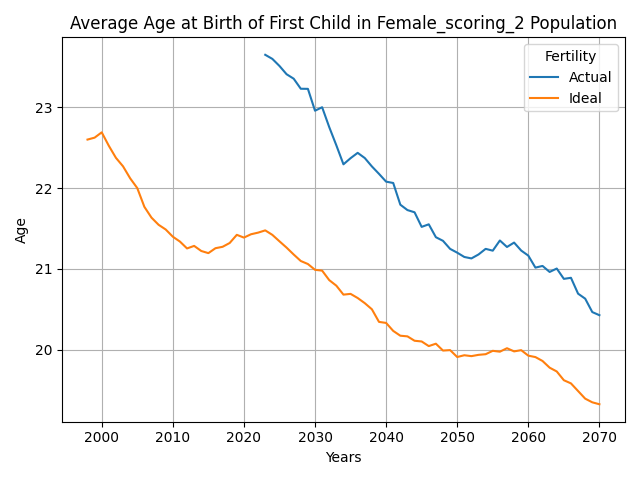 Average Age at Birth of First Child in Female_scoring_2 Population
Fertility
Actual
Ideal
23
22
21
20
Age
2000 2010 2020 2030 2040 2050 2060 2070
Years